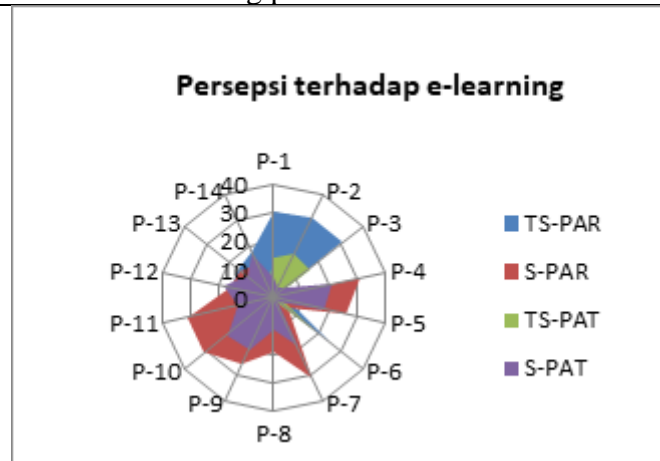 Persepsi terhadap e-learning
P-1
P-2
P-3
P-4
P-5
P-6
P-7
P-8
P-9
P-10
P-11
P-12
P-13
P-14
40
30
20
10
0
TS-PAR
S-PAR
TS-PAT
S-PAT